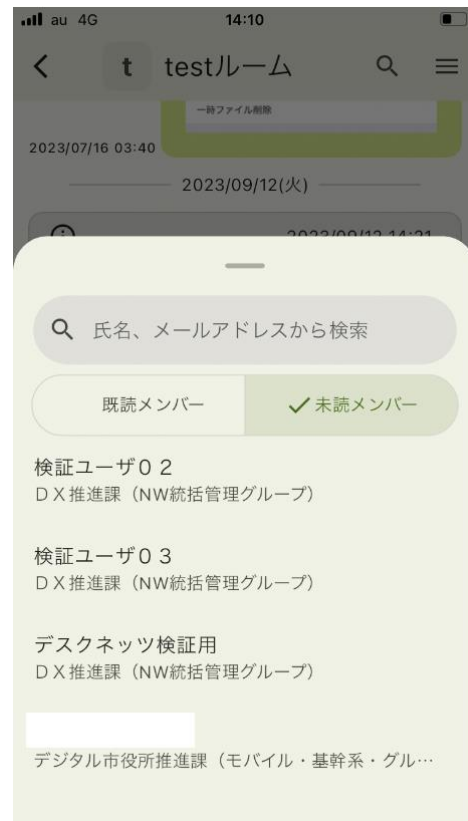 au 4G 14:10
t testルーム
一時ファイル削除
2023/07/16 03:40
2023/09/12(火)
2023/09/12 14:21
氏名、メールアドレスから検索
既読メンバー
未読メンバー
検証ユーザ０２
ＤＸ推進課（NW統括管理グループ）
検証ユーザ０３
ＤＸ推進課（NW統括管理グループ）
デスクネッツ検証用
ＤＸ推進課（NW統括管理グループ）
デジタル市役所推進課（モバイル・基幹系・グル…